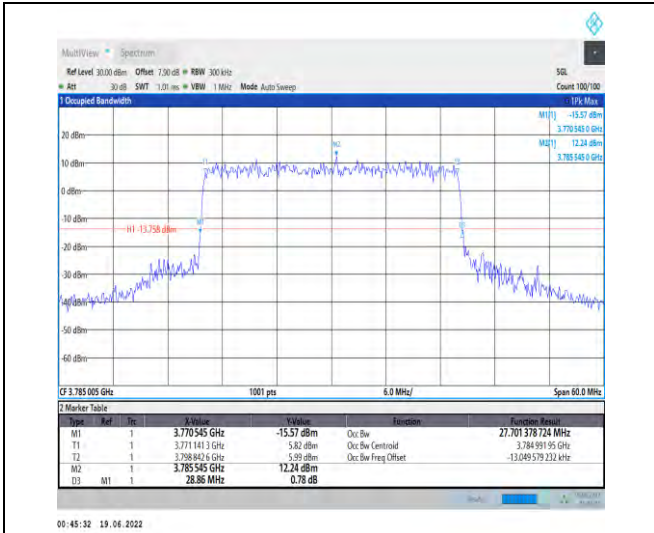 MultiView Spectrum
Ref Level 30.00 dBm Offset 7.90 dB RBW 300 kHz SGL
Att 30 dB SWT 1.01 ms VBW 1 MHz Mode Auto Sweep Count 100/100
1 Occupied Bandwidth 1Pk Max
M1[1] -15.57 dBm
3.770 545 0 GHz
20 dBm M2[1] 12.24 dBm
3.785 545 0 GHz
M2
10 dBm T1
0 dBm
-10 dBm
M1
H1 -13.758 dBm
-20 dBm
-30 dBm
-40 dBm
-50 dBm
-60 dBm
CF 3.785 005 GHz 1001 pts 6.0 MHz/ Span 60.0 MHz
2 Marker Table
Type Ref Trc X-Value Y-Value Function Function Result
M1 1 3.770 545 GHz -15.57 dBm Occ Bw 27.701 378 724 MHz
T1 1 3.771 141 3 GHz 5.82 dBm Occ Bw Centroid 3.784 991 95 GHz
T2 1 3.798 842 6 GHz 5.99 dBm Occ Bw Freq Offset -13.049 579 232 kHz
M2 1 3.785 545 GHz 12.24 dBm
D3 M1 1 28.86 MHz 0.78 dB
00:45:32 19.06.2022